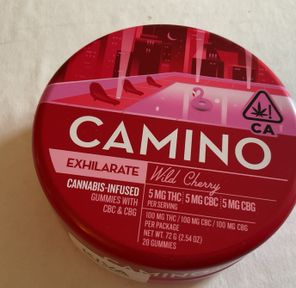 CAMINO
EXHILARATE
Wild Cherry
CANNABIS-INFUSED
GUMMIES WITH
CBC & CBG
5 MG THC | 5 MG CBC | 5 MG CBG
PER SERVING
100 MG THC / 100 MG CBC / 100 MG CBG
PER PACKAGE
NET WT. 72 G (2.54 OZ)
20 GUMMIES
CA